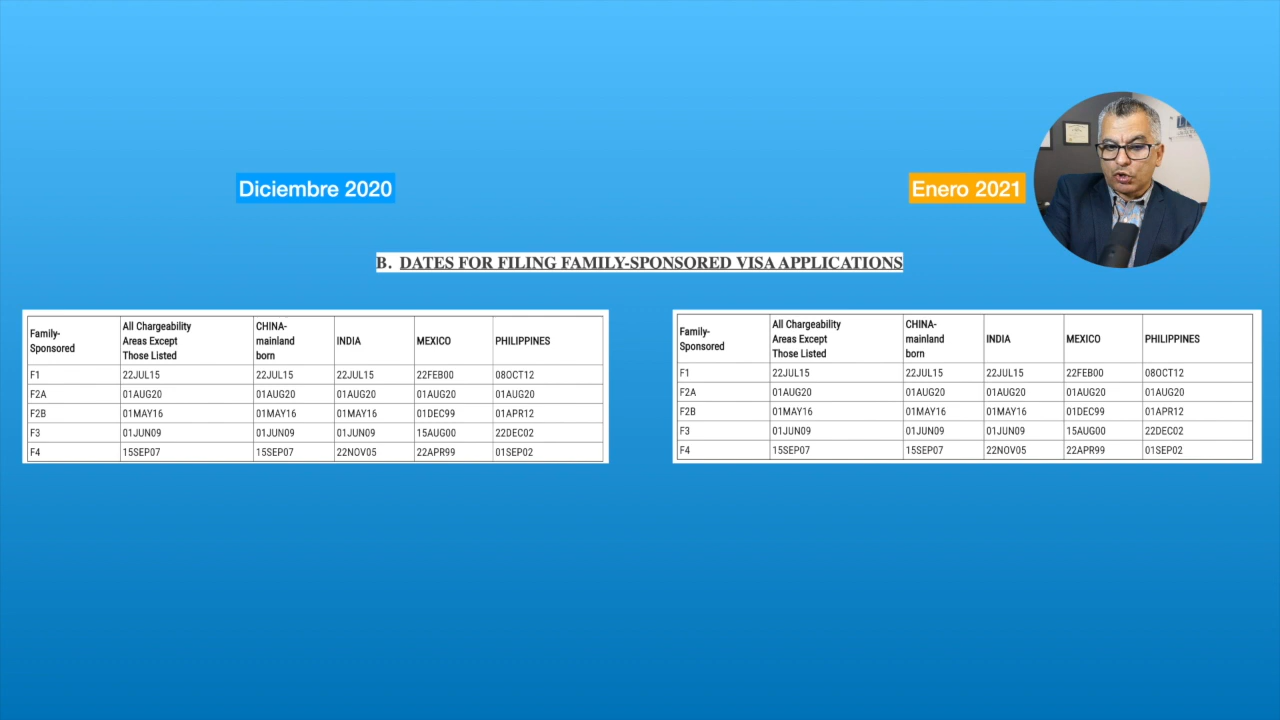 Diciembre 2020
Enero 2021
B. DATES FOR FILING FAMILY-SPONSORED VISA APPLICATIONS
Family-Sponsored All Chargeability Areas Except Those Listed CHINA-mainland born INDIA MEXICO PHILIPPINES
F1 22JUL15 22JUL15 22JUL15 22FEB00 08OCT12
F2A 01AUG20 01AUG20 01AUG20 01AUG20 01AUG20
F2B 01MAY16 01MAY16 01MAY16 01DEC99 01APR12
F3 01JUN09 01JUN09 01JUN09 15AUG00 22DEC02
F4 15SEP07 15SEP07 22NOV05 22APR99 01SEP02
Family-Sponsored All Chargeability Areas Except Those Listed CHINA-mainland born INDIA MEXICO PHILIPPINES
F1 22JUL15 22JUL15 22JUL15 22FEB00 08OCT12
F2A 01AUG20 01AUG20 01AUG20 01AUG20 01AUG20
F2B 01MAY16 01MAY16 01MAY16 01DEC99 01APR12
F3 01JUN09 01JUN09 01JUN09 15AUG00 22DEC02
F4 15SEP07 15SEP07 22NOV05 22APR99 01SEP02